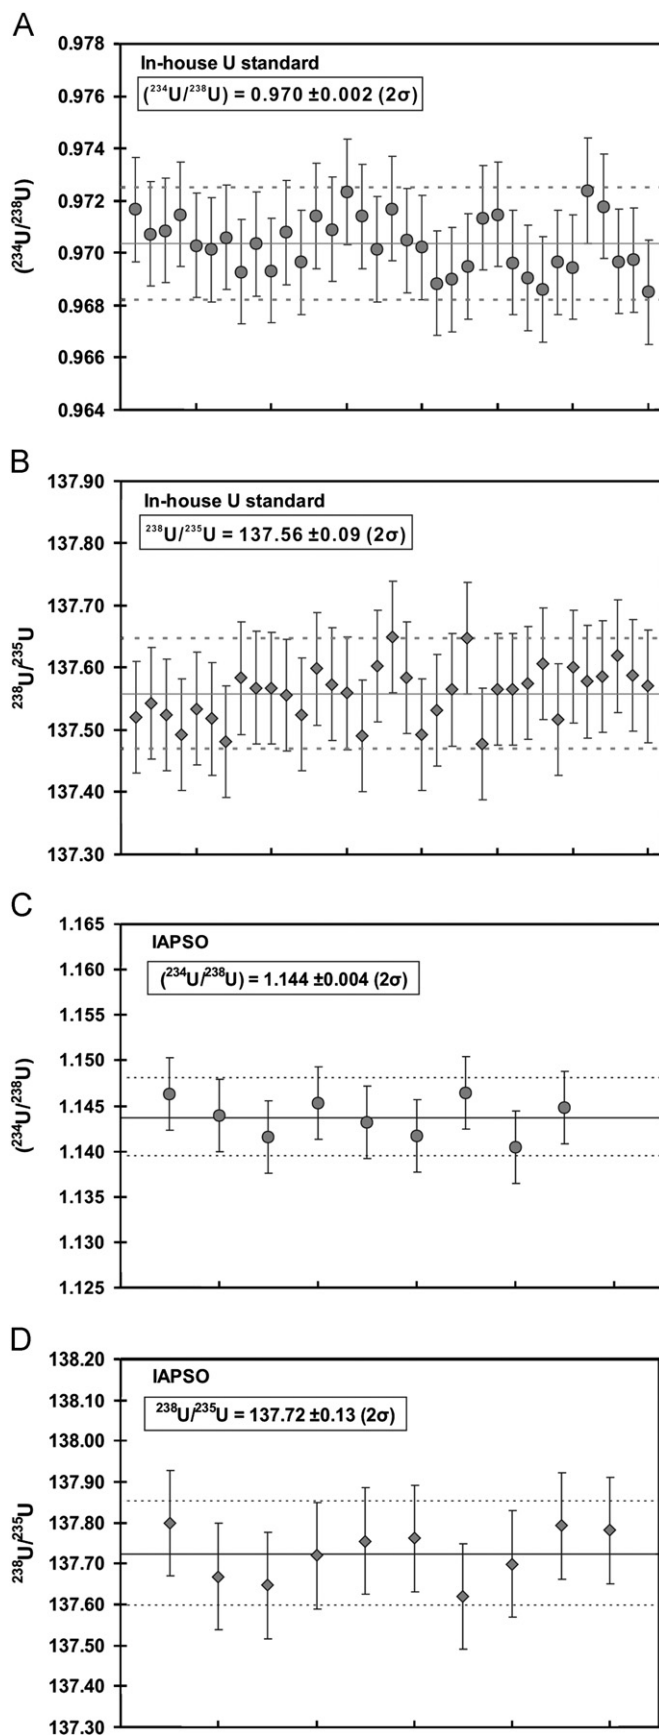 A
0.978
0.976
0.974
0.972
0.970
0.968
0.966
0.964
(²³⁴U/²³⁸U)
In-house U standard
(²³⁴U/²³⁸U) = 0.970 ±0.002 (2σ)
B
137.90
137.80
137.70
137.60
137.50
137.40
137.30
²³⁸U/²³⁵U
In-house U standard
²³⁸U/²³⁵U = 137.56 ±0.09 (2σ)
C
1.165
1.160
1.155
1.150
1.145
1.140
1.135
1.130
1.125
(²³⁴U/²³⁸U)
IAPSO
(²³⁴U/²³⁸U) = 1.144 ±0.004 (2σ)
D
138.20
138.10
138.00
137.90
137.80
137.70
137.60
137.50
137.40
137.30
²³⁸U/²³⁵U
IAPSO
²³⁸U/²³⁵U = 137.72 ±0.13 (2σ)